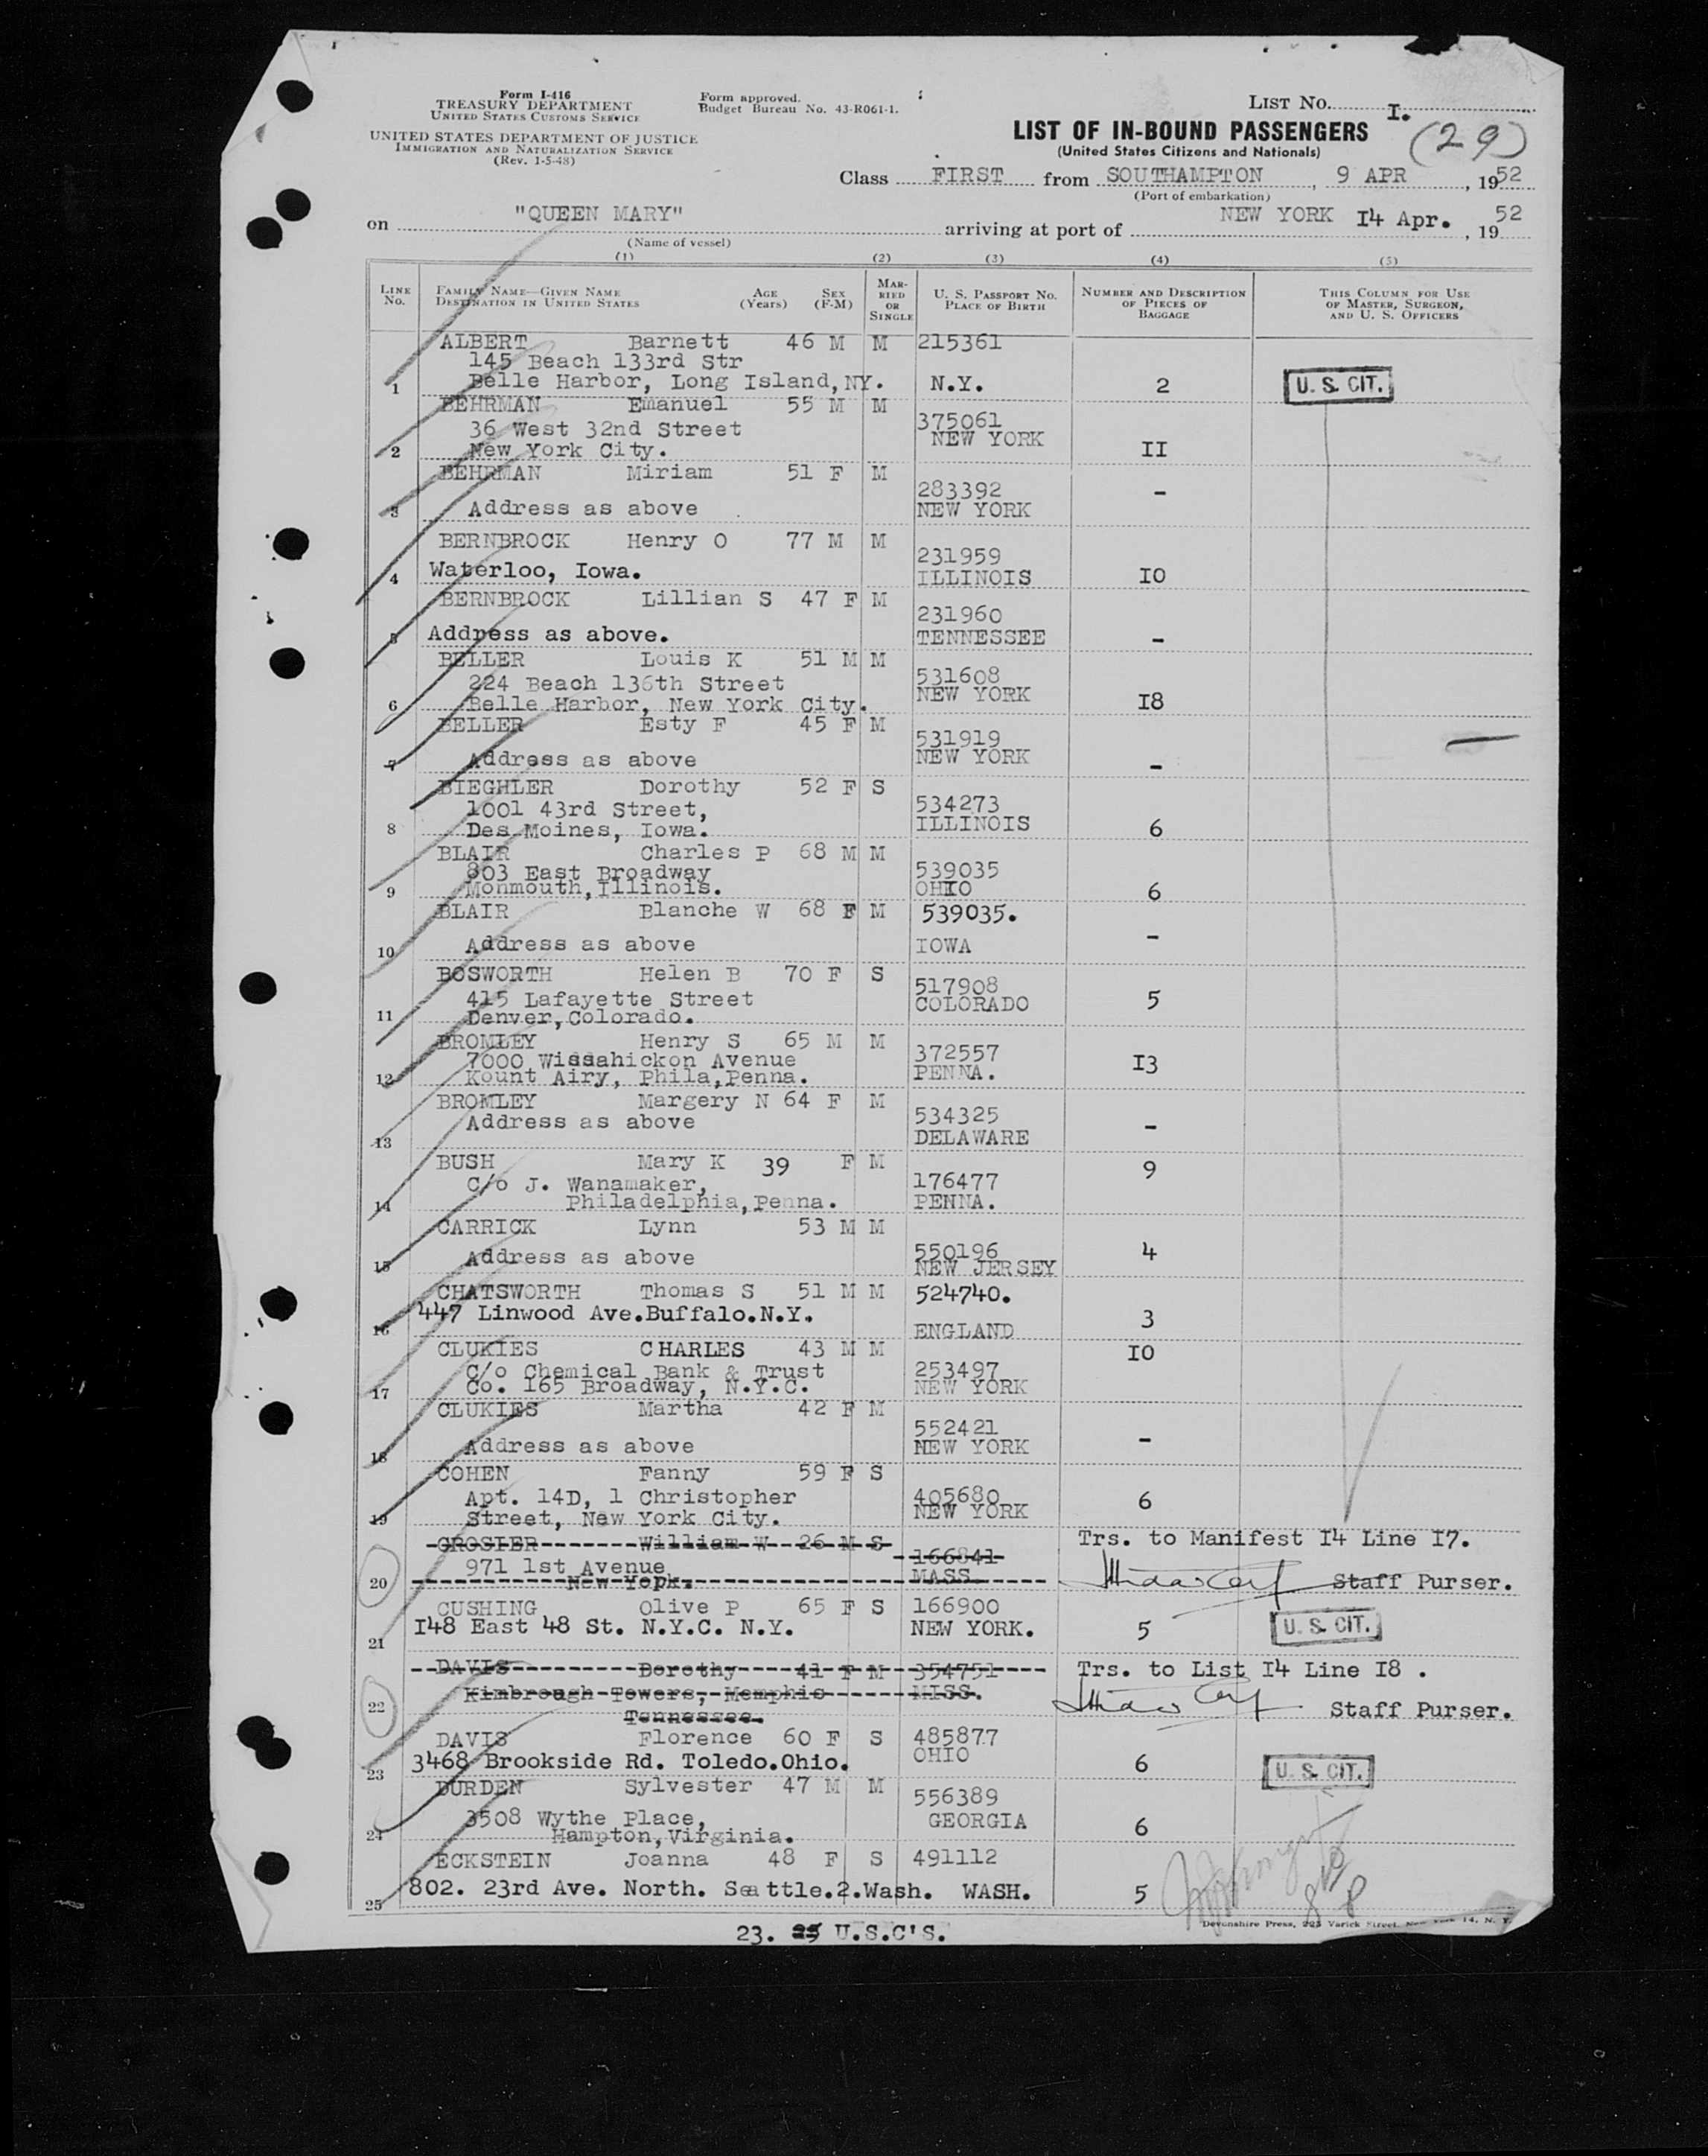 Form I-416
TREASURY DEPARTMENT
UNITED STATES CUSTOMS SERVICE
UNITED STATES DEPARTMENT OF JUSTICE
IMMIGRATION AND NATURALIZATION SERVICE
(Rev. 1-5-48)
Form approved.
Budget Bureau No. 43-R061-1.
LIST NO. I.
LIST OF IN-BOUND PASSENGERS (29)
(United States Citizens and Nationals)
Class FIRST from SOUTHAMPTON, 9 APR, 1952
(Port of embarkation)
on "QUEEN MARY" arriving at port of NEW YORK 14 Apr., 1952
(Name of vessel)
(1) (2) (3) (4) (5)
LINE No. FAMILY NAME—GIVEN NAME DESTINATION IN UNITED STATES AGE (Years) SEX (F-M) MARRIED OR SINGLE U. S. PASSPORT NO. PLACE OF BIRTH NUMBER AND DESCRIPTION OF PIECES OF BAGGAGE THIS COLUMN FOR USE OF MASTER, SURGEON, AND U. S. OFFICERS
ALBERT Barnett 46 M M 215361
145 Beach 133rd Str
1 Belle Harbor, Long Island, NY. N.Y. 2 U. S. CIT.
BEHRMAN Emanuel 55 M M
36 West 32nd Street 375061
2 New York City. NEW YORK II
BEHRMAN Miriam 51 F M
283392 -
3 Address as above NEW YORK
BERNBROCK Henry O 77 M M
231959
4 Waterloo, Iowa. ILLINOIS IO
BERNBROCK Lillian S 47 F M
231960
5 Address as above. TENNESSEE -
BELLER Louis K 51 M M
224 Beach 136th Street 531608
6 Belle Harbor, New York City. NEW YORK I8
BELLER Esty F 45 F M
531919
7 Address as above NEW YORK -
BIEGHLER Dorothy 52 F S
1001 43rd Street, 534273
8 Des Moines, Iowa. ILLINOIS 6
BLAIR Charles P 68 M M
803 East Broadway 539035
9 Monmouth, Illinois. OHIO 6
BLAIR Blanche W 68 F M 539035.
10 Address as above IOWA -
BOSWORTH Helen B 70 F S
415 Lafayette Street 517908
11 Denver, Colorado. COLORADO 5
BROMLEY Henry S 65 M M
7000 Wissahickon Avenue 372557
12 Kount Airy, Phila, Penna. PENNA. I3
BROMLEY Margery N 64 F M
Address as above 534325
13 DELAWARE -
BUSH Mary K 39 F M 9
C/o J. Wanamaker, 176477
14 Philadelphia, Penna. PENNA.
CARRICK Lynn 53 M M
550196 4
15 Address as above NEW JERSEY
CHATSWORTH Thomas S 51 M M 524740.
447 Linwood Ave.Buffalo.N.Y. 3
16 ENGLAND
CLUKIES CHARLES 43 M M IO
C/o Chemical Bank & Trust 253497
17 Co. 165 Broadway, N.Y.C. NEW YORK
CLUKIES Martha 42 F M
552421
18 Address as above NEW YORK -
COHEN Fanny 59 F S
Apt. 14D, 1 Christopher 405680 6
19 Street, New York City. NEW YORK
CROSIER William W 26 M S 166841 Trs. to Manifest I4 Line I7.
971 1st Avenue
20 New York. MASS. Staff Purser.
CUSHING Olive P 65 F S 166900
I48 East 48 St. N.Y.C. N.Y. NEW YORK. 5 U. S. CIT.
21
DAVIS Dorothy 41 F M 354751 Trs. to List I4 Line I8 .
Kimbrough Towers, Memphis MISS.
22 Tennessee. Staff Purser.
DAVIS Florence 60 F S 485877
3468 Brookside Rd. Toledo.Ohio. OHIO 6 U. S. CIT.
23
DURDEN Sylvester 47 M M
3508 Wythe Place, 556389
24 Hampton, Virginia. GEORGIA 6
ECKSTEIN Joanna 48 F S 491112
802. 23rd Ave. North. Seattle.2.Wash. WASH. 5
25
Devonshire Press, 225 Varick Street, New York 14, N. Y.
23. 25 U.S.C'S.